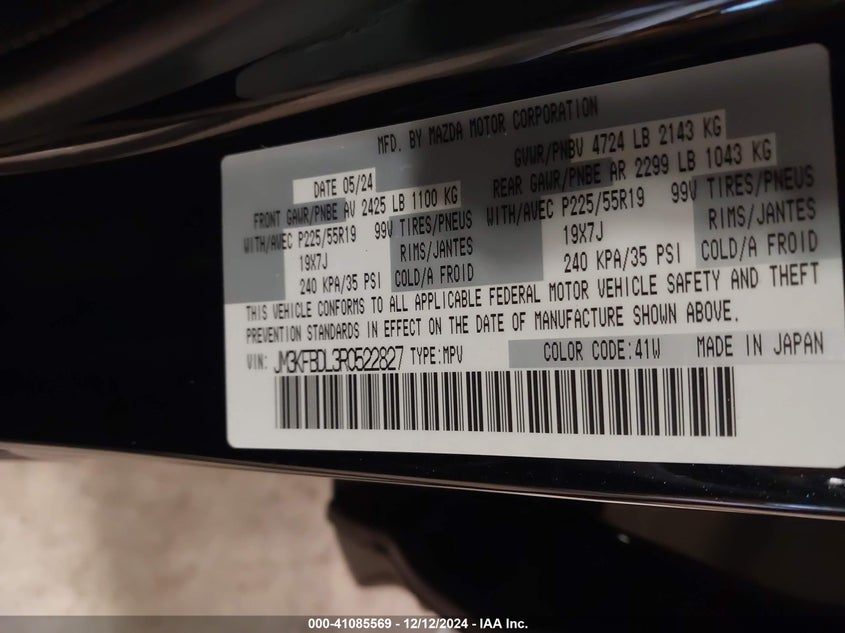 MFD. BY MAZDA MOTOR CORPORATION
DATE 05/24
GVWR/PNBV 4724 LB 2143 KG
FRONT GAWR/PNBE AV 2425 LB 1100 KG
REAR GAWR/PNBE AR 2299 LB 1043 KG
WITH/AVEC P225/55R19 99V TIRES/PNEUS
WITH/AVEC P225/55R19 99V TIRES/PNEUS
19X7J RIMS/JANTES
19X7J RIMS/JANTES
240 KPA/35 PSI COLD/A FROID
240 KPA/35 PSI COLD/A FROID
THIS VEHICLE CONFORMS TO ALL APPLICABLE FEDERAL MOTOR VEHICLE SAFETY AND THEFT
PREVENTION STANDARDS IN EFFECT ON THE DATE OF MANUFACTURE SHOWN ABOVE.
VIN: JM3KFBDL3R0522827 TYPE:MPV COLOR CODE:41W MADE IN JAPAN
000-41085569 - 12/12/2024 - IAA Inc.